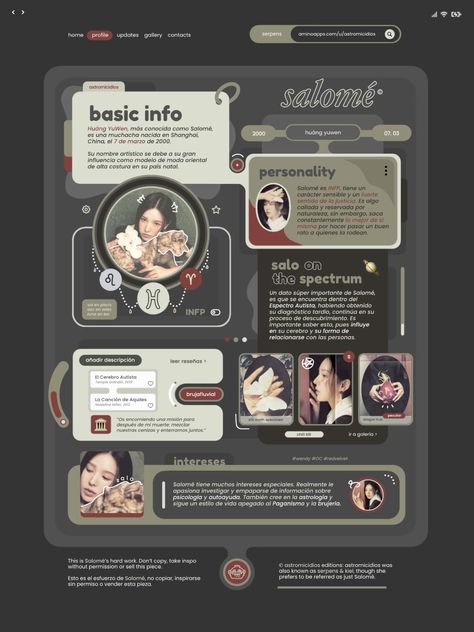 home profile updates gallery contacts
serpens aminoapps.com/u/astromicidios
astromicidios
basic info
Huáng YuWen, más conocida como Salomé,
es una muchacha nacida en Shanghai,
China, el 7 de marzo de 2000.
Su nombre artístico se debe a su gran
influencia como modelo de moda oriental
de alta costura en su país natal.
salomé
2000 huáng yuwen 07. 03
personality
Salomé es INFP, tiene un
carácter sensible y un fuerte
sentido de la justicia. Es algo
callada y reservada por
naturaleza, sin embargo, saca
constantemente lo mejor de sí
misma por hacer pasar un buen
rato a quienes la rodean.
INFP
salo on
the spectrum
Un dato súper importante de Salomé,
es que se encuentra dentro del
Espectro Autista, habiendo obtenido
su diagnóstico tardío, continúa en su
proceso de descubrimiento. Es
importante saber esto, pues influye en
su cerebro y su forma de
relacionarse con las personas.
añadir descripción leer reseñas >
El Cerebro Autista
La Canción de Aquiles
brujafluvial
"Os encomiendo una misión para
después de mi muerte: mezclar
nuestras cenizas y enterrarnos juntos."
ir a galería >
intereses
#wendy #OC #redvelvet
salo
Salomé tiene muchos intereses especiales. Realmente le
apasiona investigar y empaparse de información sobre
psicología y autoayuda. También cree en la astrología y
sigue un estilo de vida apegado al Paganismo y la brujería.
This is Salomé's hard work. Don't copy, take inspo
without permission or sell this piece.
Esto es el esfuerzo de Salomé, no copiar, inspirarse
sin permiso o vender esta pieza.
© astromicidios editions: astromicidios was
also known as serpens & kiel, though she
prefers to be referred as just Salomé.